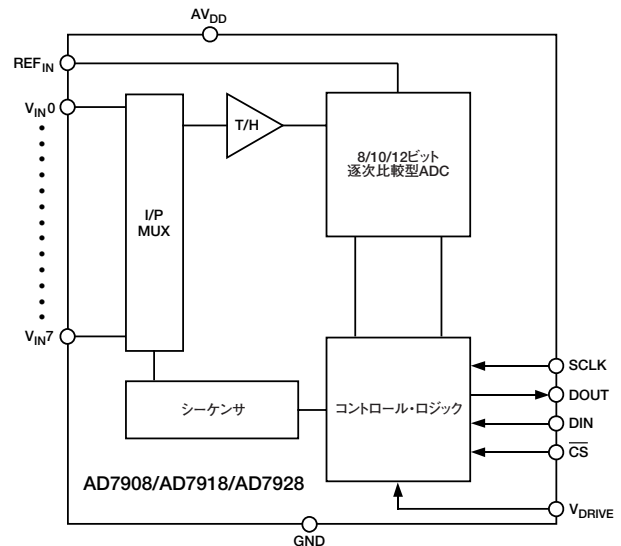 AVDD
REFIN
VIN0
T/H
8/10/12ビット
逐次比較型ADC
I/P
MUX
VIN7
シーケンサ
コントロール・ロジック
SCLK
DOUT
DIN
CS
VDRIVE
AD7908/AD7918/AD7928
GND